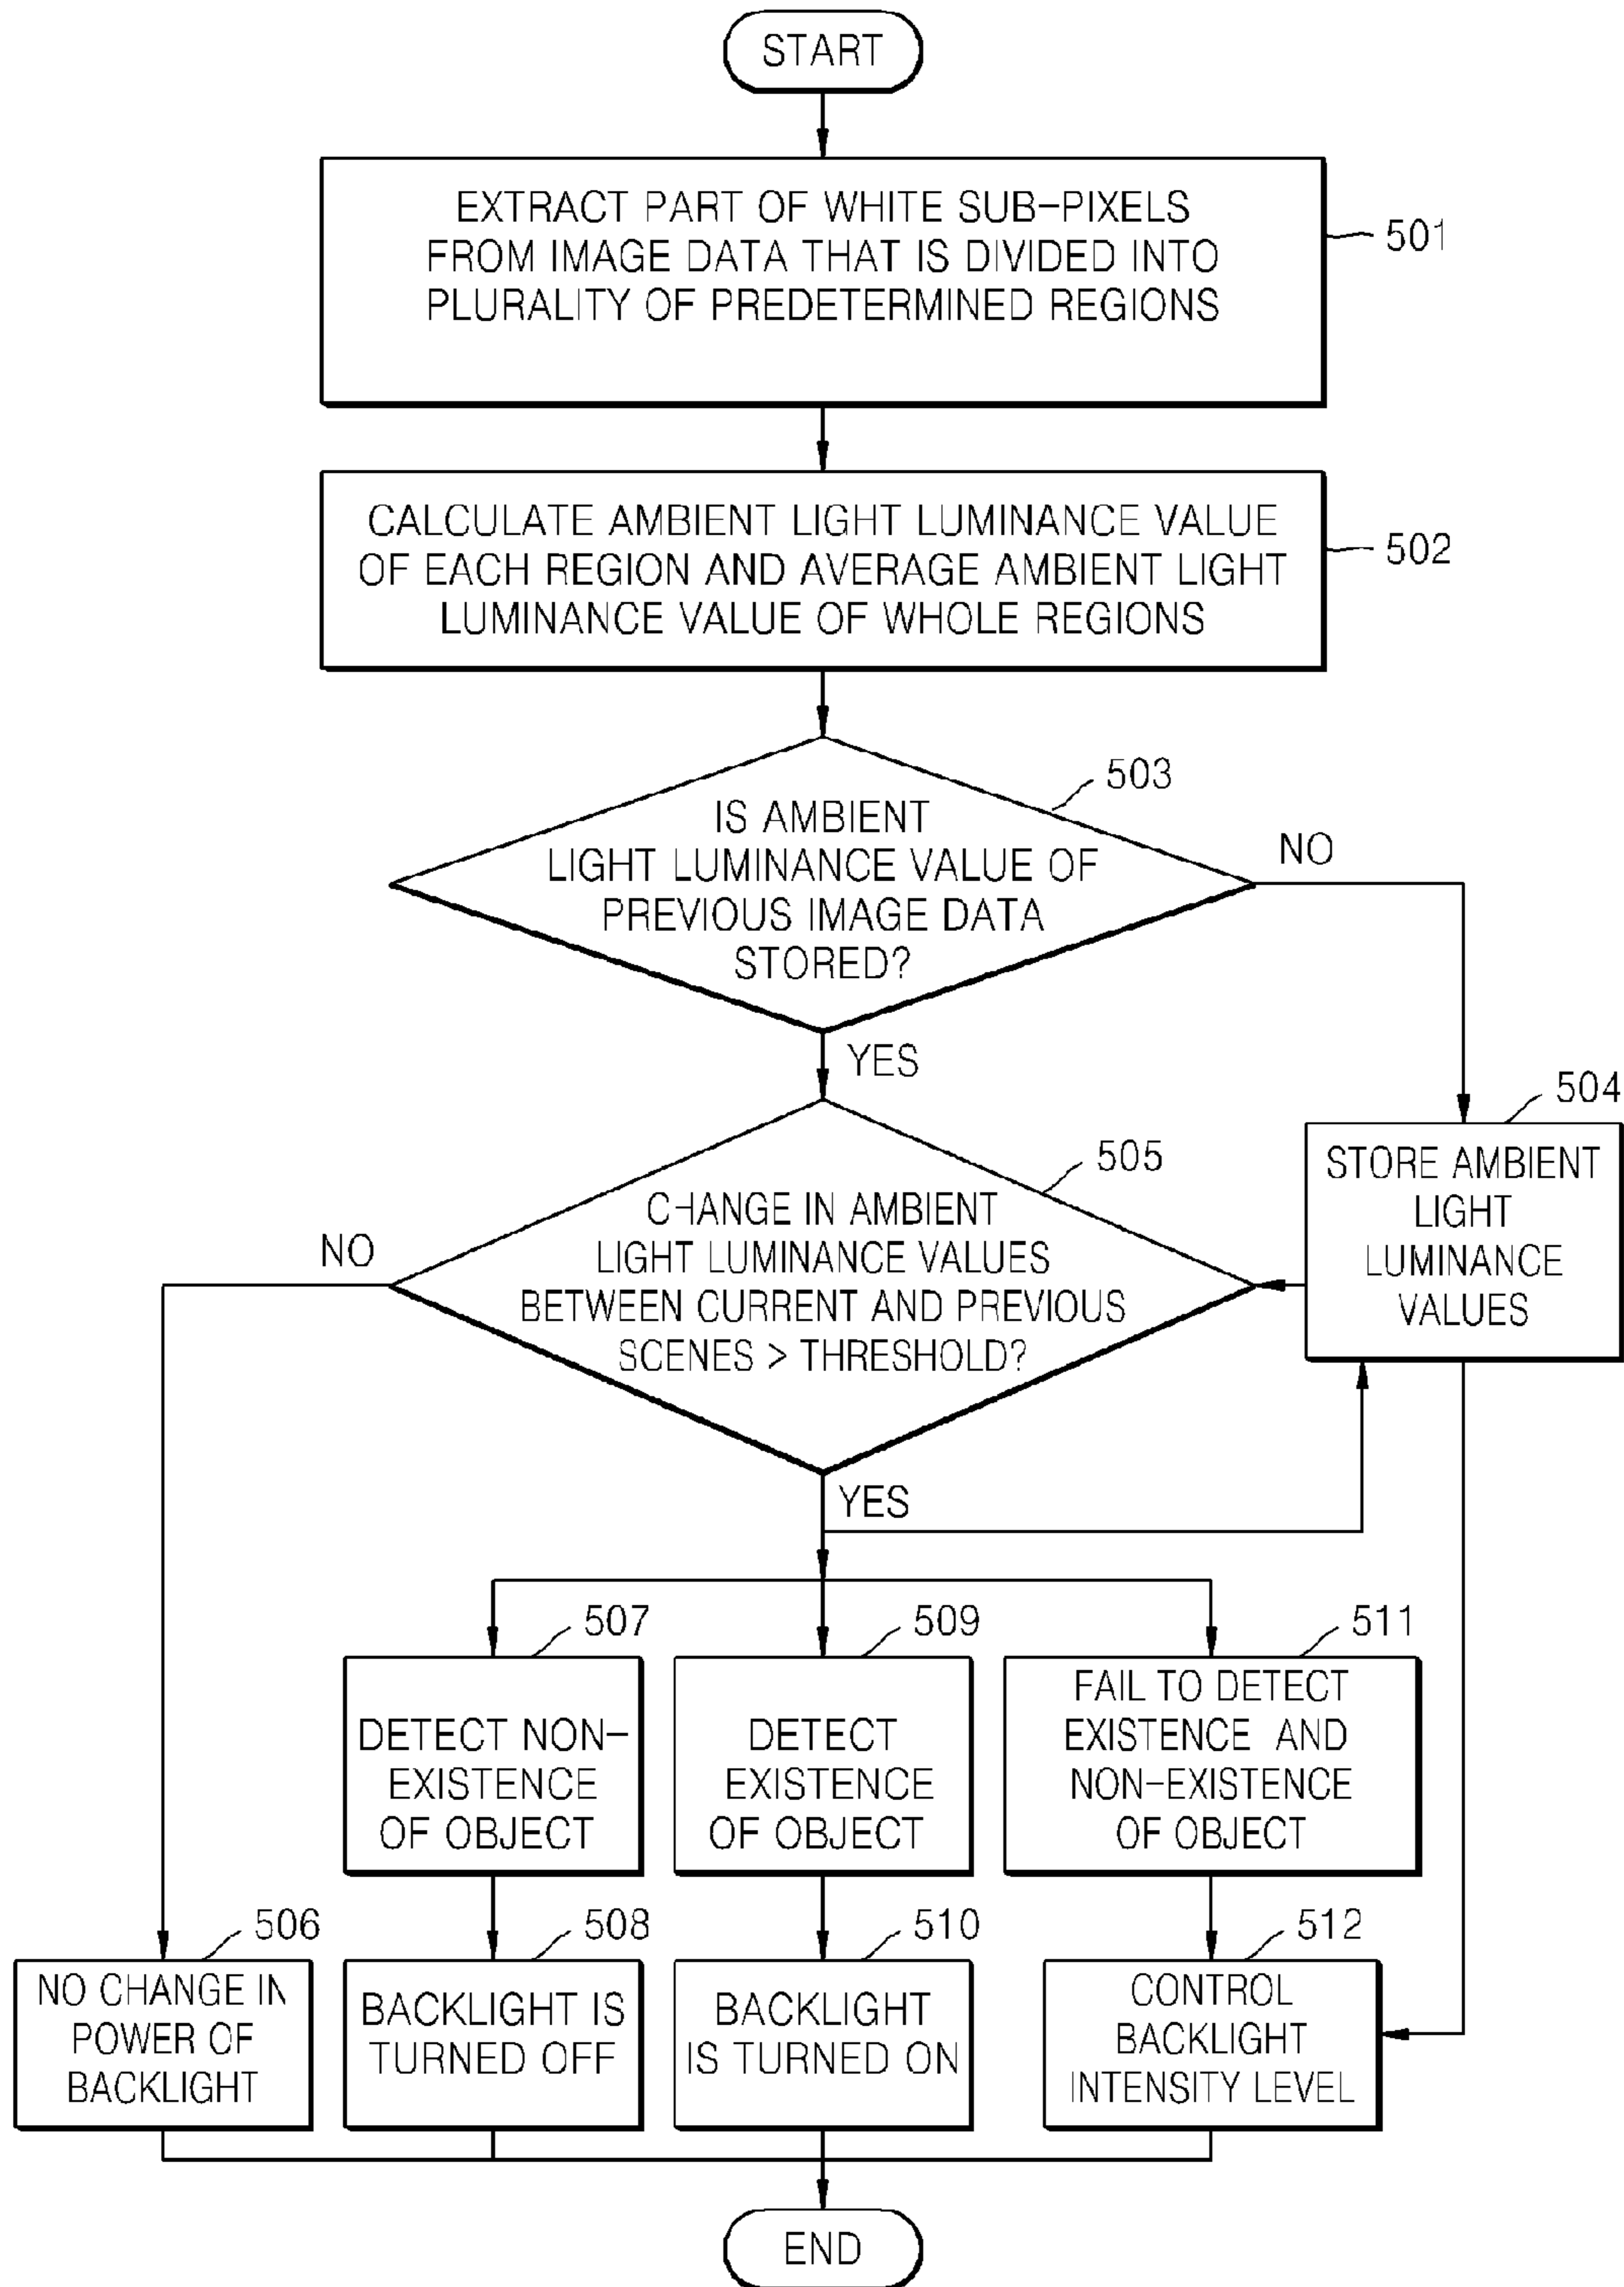 START
EXTRACT PART OF WHITE SUB-PIXELS
FROM IMAGE DATA THAT IS DIVIDED INTO
PLURALITY OF PREDETERMINED REGIONS
501
CALCULATE AMBIENT LIGHT LUMINANCE VALUE
OF EACH REGION AND AVERAGE AMBIENT LIGHT
LUMINANCE VALUE OF WHOLE REGIONS
502
503
IS AMBIENT
LIGHT LUMINANCE VALUE OF
PREVIOUS IMAGE DATA
STORED?
NO
YES
504
STORE AMBIENT
LIGHT
LUMINANCE
VALUES
505
CHANGE IN AMBIENT
LIGHT LUMINANCE VALUES
BETWEEN CURRENT AND PREVIOUS
SCENES > THRESHOLD?
NO
YES
507
DETECT NON-
EXISTENCE
OF OBJECT
509
DETECT
EXISTENCE
OF OBJECT
511
FAIL TO DETECT
EXISTENCE AND
NON-EXISTENCE
OF OBJECT
506
NO CHANGE IN
POWER OF
BACKLIGHT
508
BACKLIGHT IS
TURNED OFF
510
BACKLIGHT
IS TURNED ON
512
CONTROL
BACKLIGHT
INTENSITY LEVEL
END